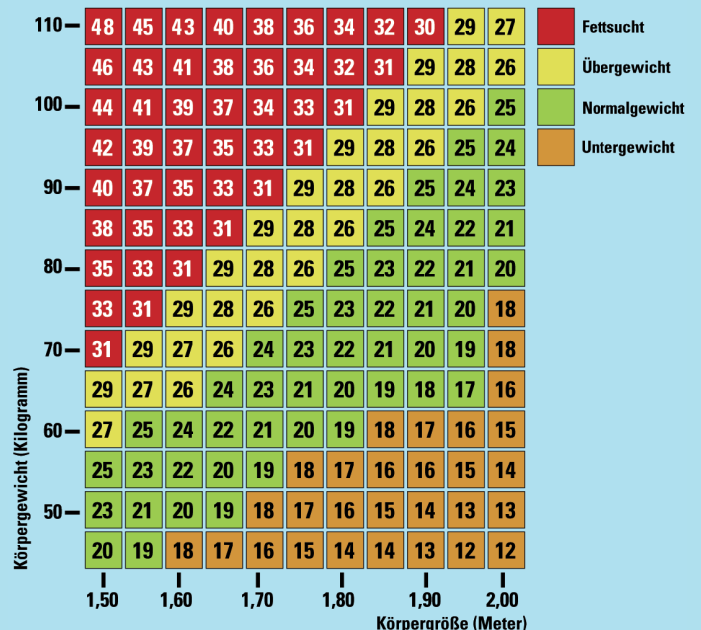 110 48 45 43 40 38 36 34 32 30 29 27 Fettsucht
46 43 41 38 36 34 32 31 29 28 26 Übergewicht
100 44 41 39 37 34 33 31 29 28 26 25 Normalgewicht
42 39 37 35 33 31 29 28 26 25 24 Untergewicht
90 40 37 35 33 31 29 28 26 25 24 23
38 35 33 31 29 28 26 25 24 22 21
80 35 33 31 29 28 26 25 23 22 21 20
33 31 29 28 26 25 23 22 21 20 18
70 31 29 27 26 24 23 22 21 20 19 18
29 27 26 24 23 21 20 19 18 17 16
60 27 25 24 22 21 20 19 18 17 16 15
25 23 22 20 19 18 17 16 16 15 14
50 23 21 20 19 18 17 16 15 14 13 13
20 19 18 17 16 15 14 14 13 12 12
Körpergewicht (Kilogramm)
1,50 1,60 1,70 1,80 1,90 2,00
Körpergröße (Meter)